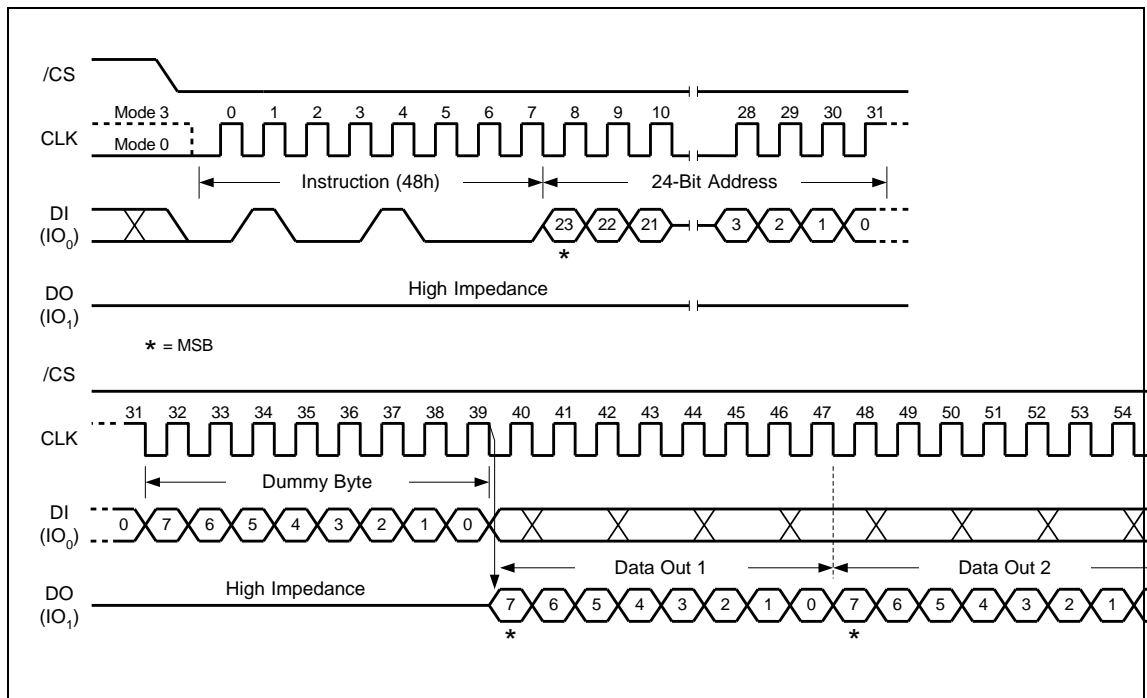 /CS
Mode 3 0 1 2 3 4 5 6 7 8 9 10 28 29 30 31
CLK
Mode 0
Instruction (48h) 24-Bit Address
DI
(IO0) 23 22 21 3 2 1 0
*
High Impedance
DO
(IO1)
* = MSB
/CS
31 32 33 34 35 36 37 38 39 40 41 42 43 44 45 46 47 48 49 50 51 52 53 54
CLK
Dummy Byte
DI
(IO0) 0 7 6 5 4 3 2 1 0
Data Out 1 Data Out 2
High Impedance
DO
(IO1) 7 6 5 4 3 2 1 0 7 6 5 4 3 2 1
* *